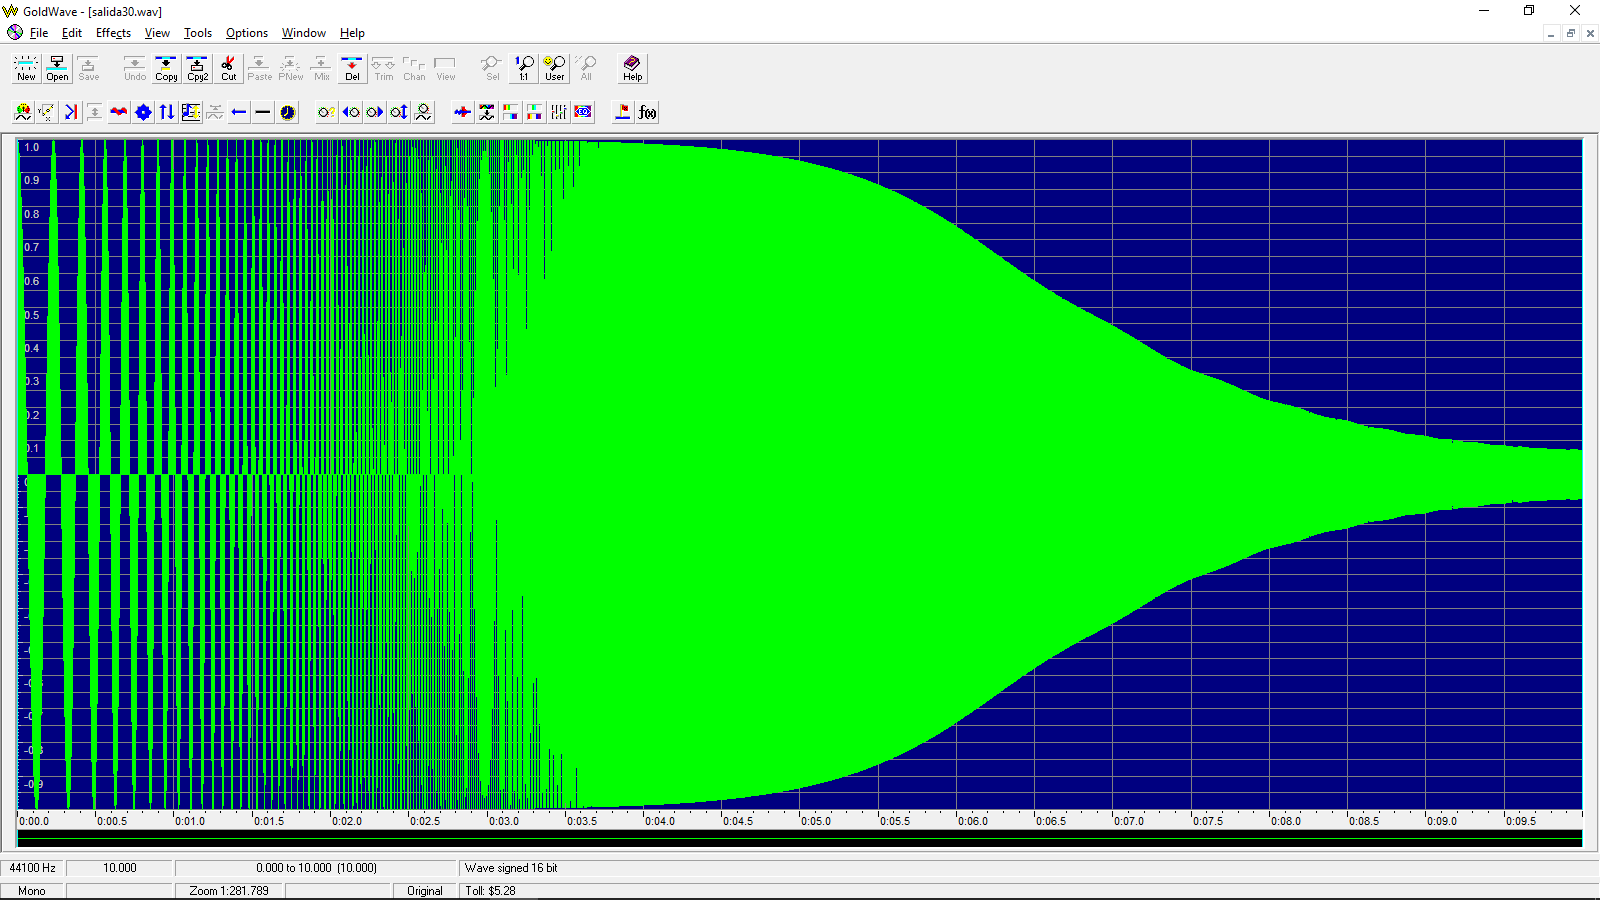 GoldWave - [salida30.wav]
File Edit Effects View Tools Options Window Help
New Open Save Undo Copy Cpy2 Cut Paste PNew Mix Del Trim Chan View Sel 1:1 User All Help
f(x)
1.0
0.9
0.8
0.7
0.6
0.5
0.4
0.3
0.2
0.1
0:00.0 0:00.5 0:01.0 0:01.5 0:02.0 0:02.5 0:03.0 0:03.5 0:04.0 0:04.5 0:05.0 0:05.5 0:06.0 0:06.5 0:07.0 0:07.5 0:08.0 0:08.5 0:09.0 0:09.5
44100 Hz 10.000 0.000 to 10.000 (10.000) Wave signed 16 bit
Mono Zoom 1:281.789 Original Toll: $5.28